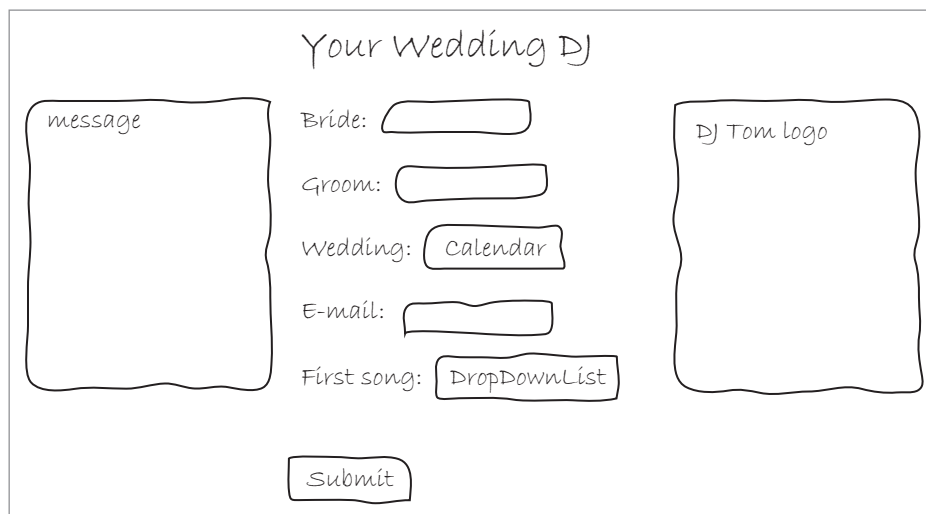 Your Wedding DJ
message
Bride:
DJ Tom logo
Groom:
Wedding: Calendar
E-mail:
First song: DropDownList
Submit